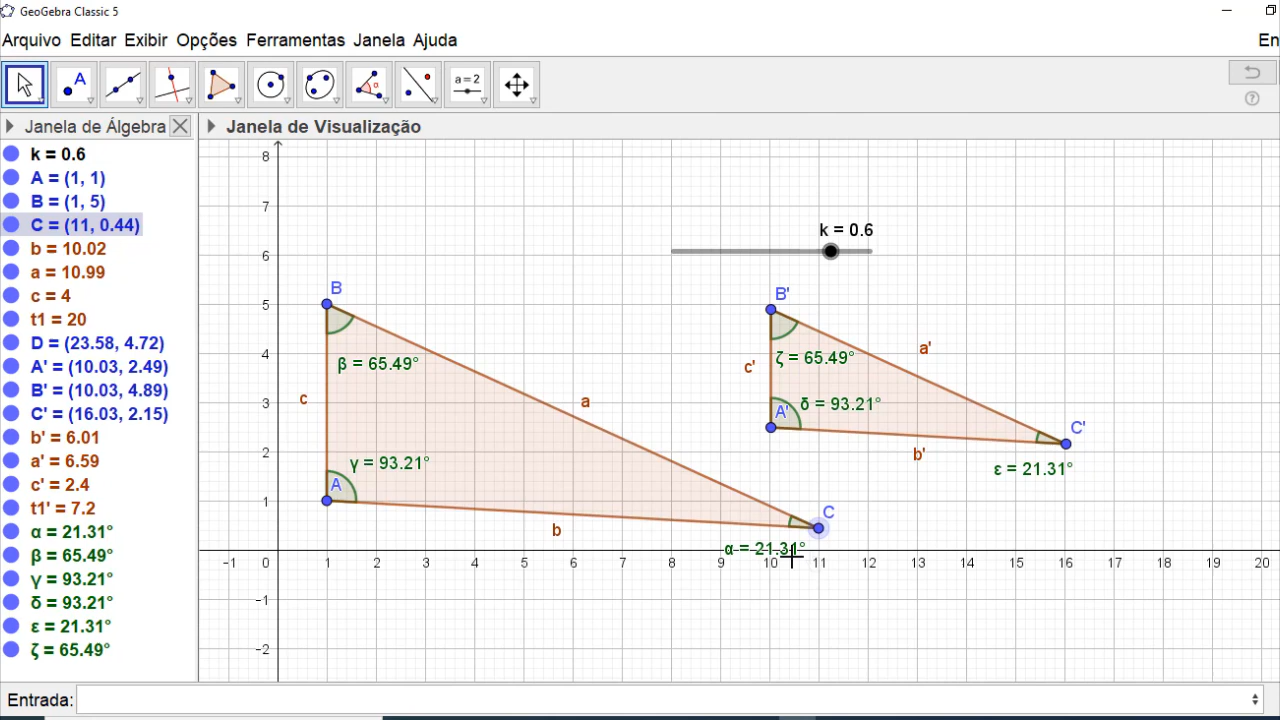 GeoGebra Classic 5
Arquivo Editar Exibir Opções Ferramentas Janela Ajuda
En
A
α
a=2
Janela de Álgebra
Janela de Visualização
k = 0.6
A = (1, 1)
B = (1, 5)
C = (11, 0.44)
b = 10.02
a = 10.99
c = 4
t1 = 20
D = (23.58, 4.72)
A' = (10.03, 2.49)
B' = (10.03, 4.89)
C' = (16.03, 2.15)
b' = 6.01
a' = 6.59
c' = 2.4
t1' = 7.2
α = 21.31°
β = 65.49°
γ = 93.21°
δ = 93.21°
ε = 21.31°
ζ = 65.49°
8
7
6
5
4
3
2
1
-1
-2
k = 0.6
B
β = 65.49°
c
a
γ = 93.21°
A
b
C
α = 21.31°
B'
ζ = 65.49°
a'
c'
A'
δ = 93.21°
C'
b'
ε = 21.31°
-1 0 1 2 3 4 5 6 7 8 9 10 11 12 13 14 15 16 17 18 19 20
Entrada: